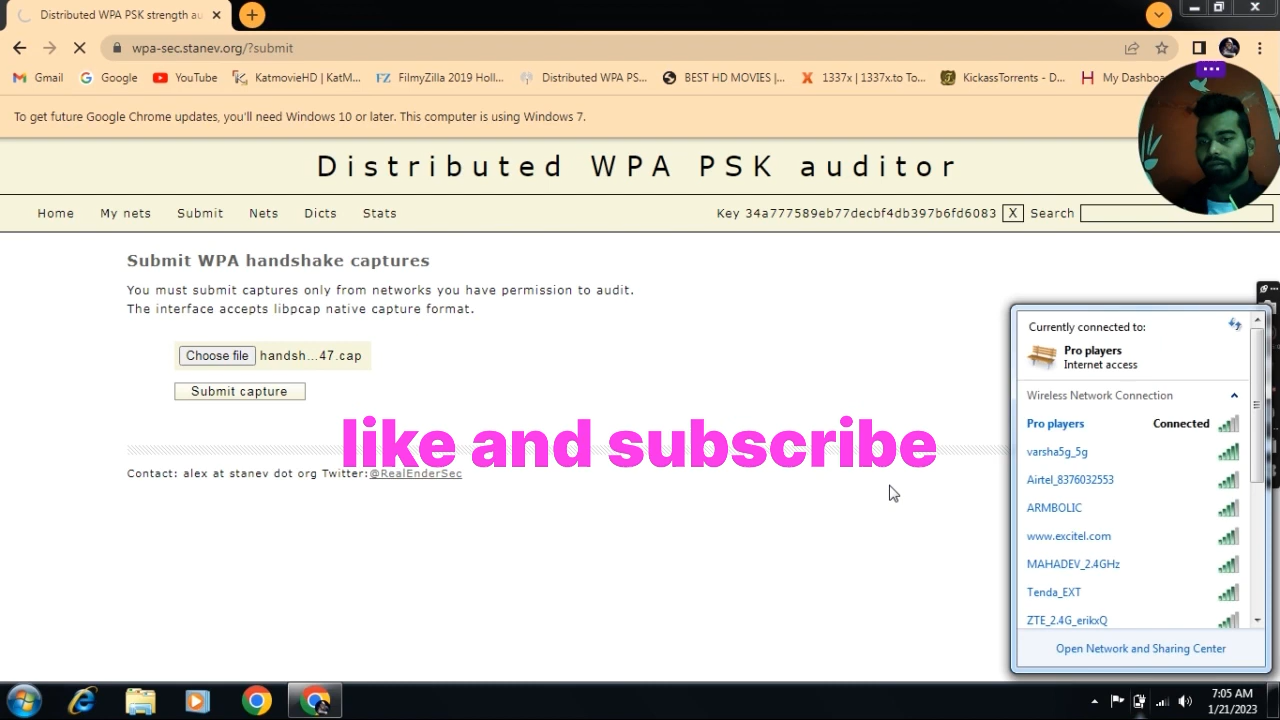 Distributed WPA PSK strength au
wpa-sec.stanev.org/?submit
Gmail Google YouTube KatmovieHD | KatM... FilmyZilla 2019 Holl... Distributed WPA PS... BEST HD MOVIES |... 1337x | 1337x.to To... KickassTorrents - D... My Dashboa
To get future Google Chrome updates, you'll need Windows 10 or later. This computer is using Windows 7.
Distributed WPA PSK auditor
Home My nets Submit Nets Dicts Stats Key 34a777589eb77decbf4db397b6fd6083 X Search
Submit WPA handshake captures
You must submit captures only from networks you have permission to audit.
The interface accepts libpcap native capture format.
Choose file handsh...47.cap
Submit capture
like and subscribe
Contact: alex at stanev dot org Twitter:@RealEnderSec
Currently connected to:
Pro players
Internet access
Wireless Network Connection
Pro players Connected
varsha5g_5g
Airtel_8376032553
ARMBOLIC
www.excitel.com
MAHADEV_2.4GHz
Tenda_EXT
ZTE_2.4G_erikxQ
Open Network and Sharing Center
7:05 AM
1/21/2023